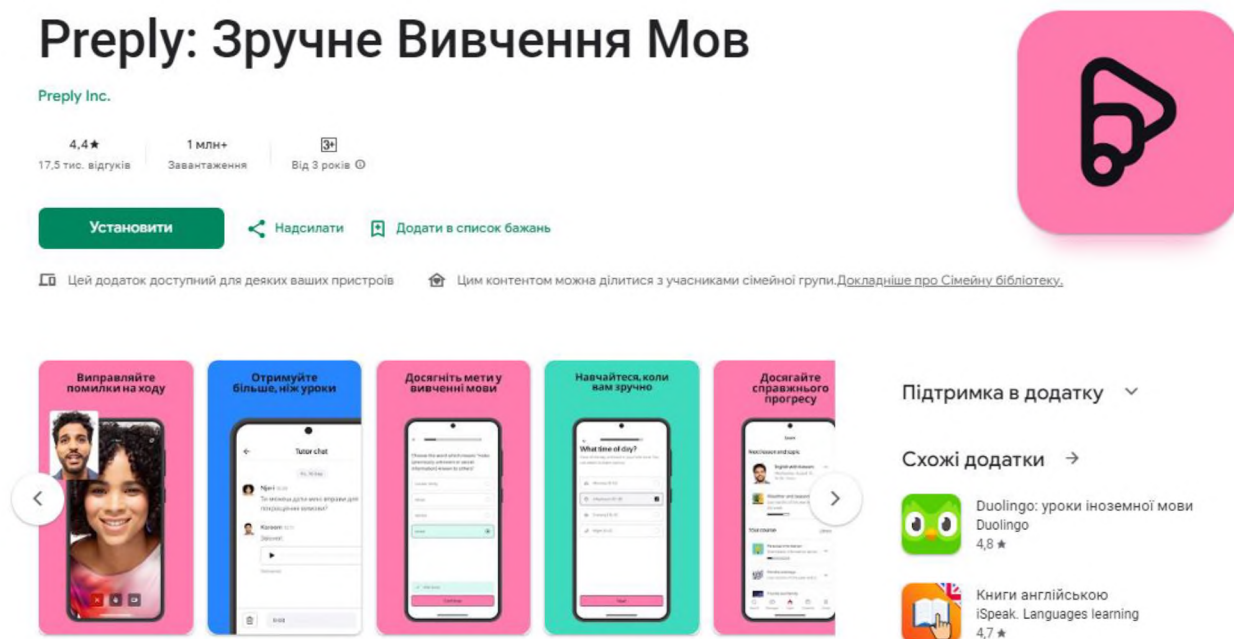 Preply: Зручне Вивчення Мов
Preply Inc.
4,4★
17,5 тис. відгуків
1 млн+
Завантаження
3+
Від 3 років
Установити
Надсилати
Додати в список бажань
Цей додаток доступний для деяких ваших пристроїв
Цим контентом можна ділитися з учасниками сімейної групи.Докладніше про Сімейну бібліотеку.
Виправляйте
помилки на ходу
Отримуйте
більше, ніж уроки
Tutor chat
Досягніть мети у
вивченні мови
Continue
Навчайтеся, коли
вам зручно
What time of day?
Досягайте
справжнього
прогресу
Підтримка в додатку
Схожі додатки
Duolingo: уроки іноземної мови
Duolingo
4,8 ★
Книги англійською
iSpeak. Languages learning
4,7 ★